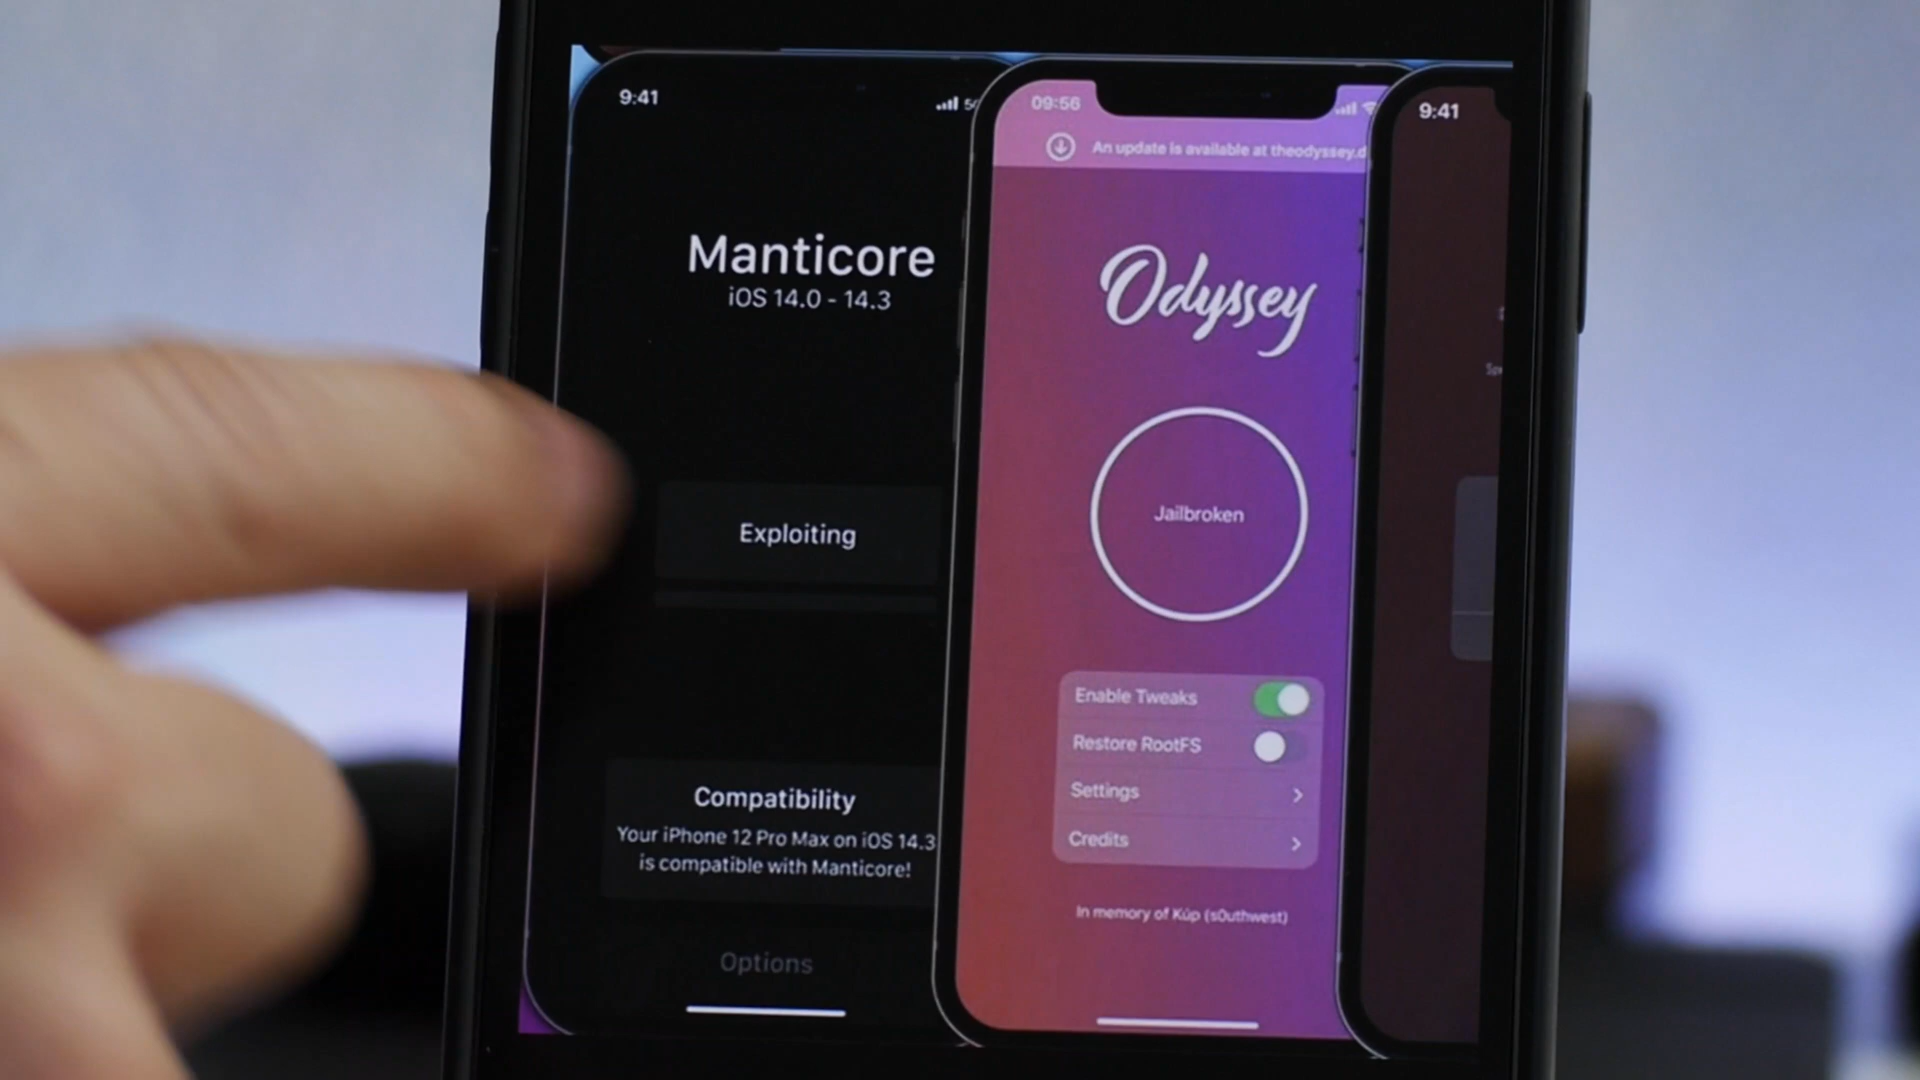 9:41
Manticore
iOS 14.0 - 14.3
Exploiting
Compatibility
Your iPhone 12 Pro Max on iOS 14.3
is compatible with Manticore!
Options
09:56
An update is available at theodyssey.d
Odyssey
Jailbroken
Enable Tweaks
Restore RootFS
Settings
Credits
In memory of Kúp (s0uthwest)
9:41